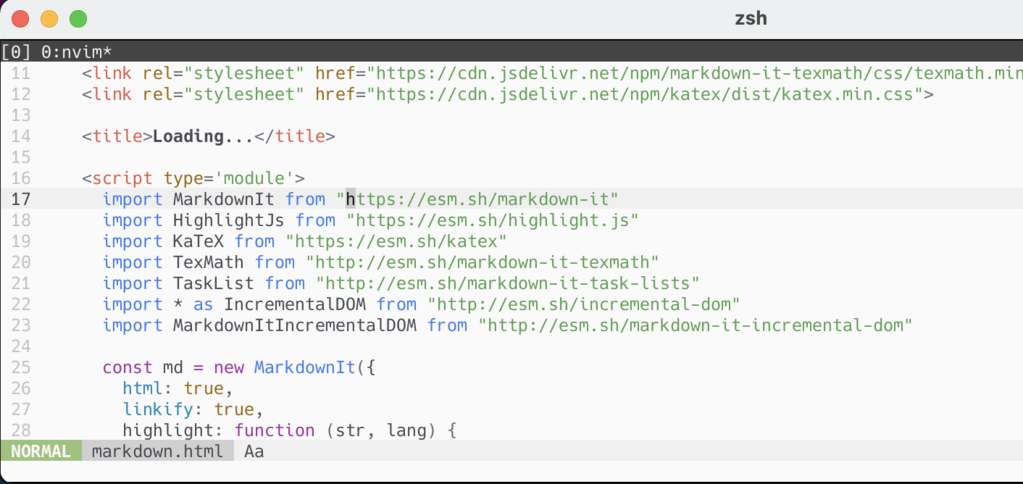 zsh
[0] 0:nvim*
11 <link rel="stylesheet" href="https://cdn.jsdelivr.net/npm/markdown-it-texmath/css/texmath.min
12 <link rel="stylesheet" href="https://cdn.jsdelivr.net/npm/katex/dist/katex.min.css">
13
14 <title>Loading...</title>
15
16 <script type='module'>
17 import MarkdownIt from "https://esm.sh/markdown-it"
18 import HighlightJs from "https://esm.sh/highlight.js"
19 import KaTeX from "https://esm.sh/katex"
20 import TexMath from "http://esm.sh/markdown-it-texmath"
21 import TaskList from "http://esm.sh/markdown-it-task-lists"
22 import * as IncrementalDOM from "http://esm.sh/incremental-dom"
23 import MarkdownItIncrementalDOM from "http://esm.sh/markdown-it-incremental-dom"
24
25 const md = new MarkdownIt({
26 html: true,
27 linkify: true,
28 highlight: function (str, lang) {
NORMAL markdown.html Aa